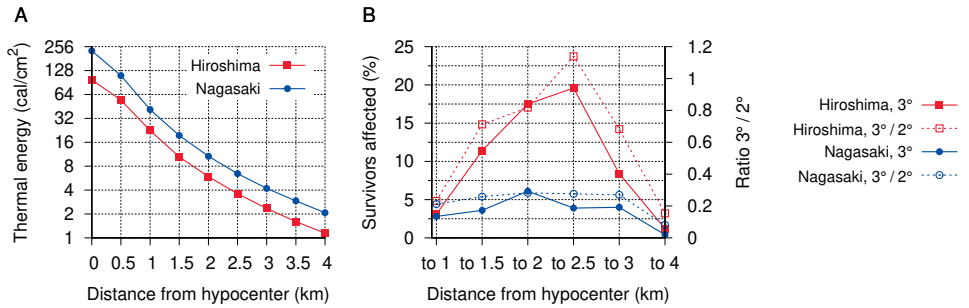 A
Thermal energy (cal/cm²)
256
128
64
32
16
8
4
2
1
Hiroshima
Nagasaki
0 0.5 1 1.5 2 2.5 3 3.5 4
Distance from hypocenter (km)
B
Survivors affected (%)
25
20
15
10
5
0
to 1 to 1.5 to 2 to 2.5 to 3 to 4
Distance from hypocenter (km)
1.2
1
0.8
0.6
0.4
0.2
0
Ratio 3° / 2°
Hiroshima, 3°
Hiroshima, 3° / 2°
Nagasaki, 3°
Nagasaki, 3° / 2°